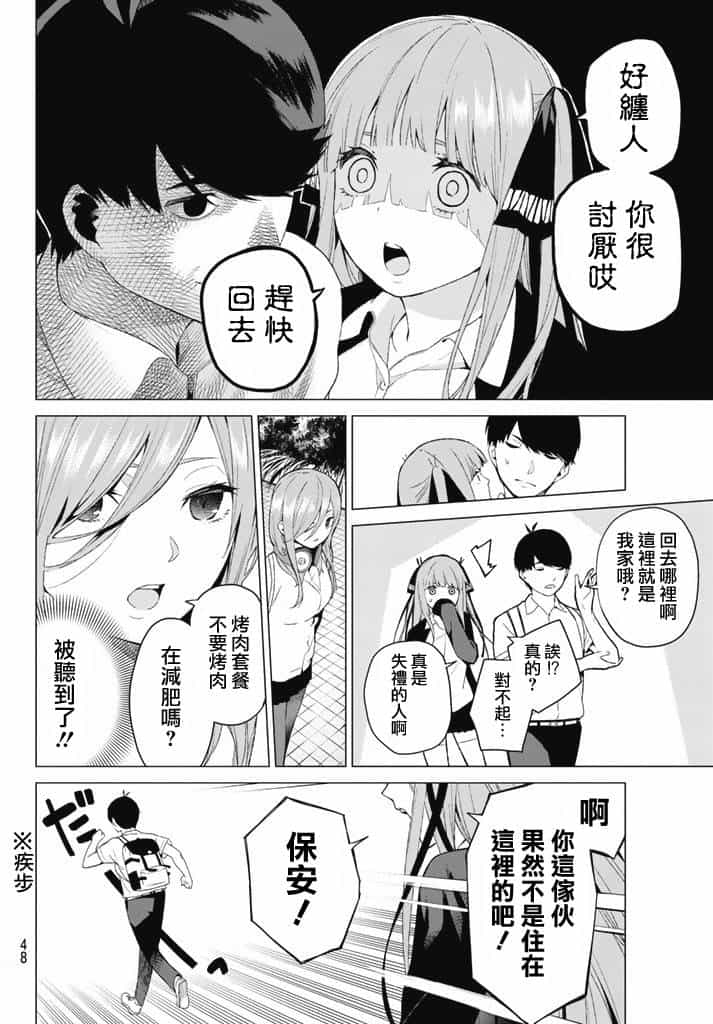 好纏人
你很
討厭哎
趕快
回去
回去哪裡啊
這裡就是
我家哦？
誒!?
真的？
對不起…
真是
失禮的人啊
烤肉套餐
不要烤肉
在減肥嗎？
被聽到了!!
啊
你這傢伙
果然不是住在
這裡的吧！
保安！
だっ
※疾步
48